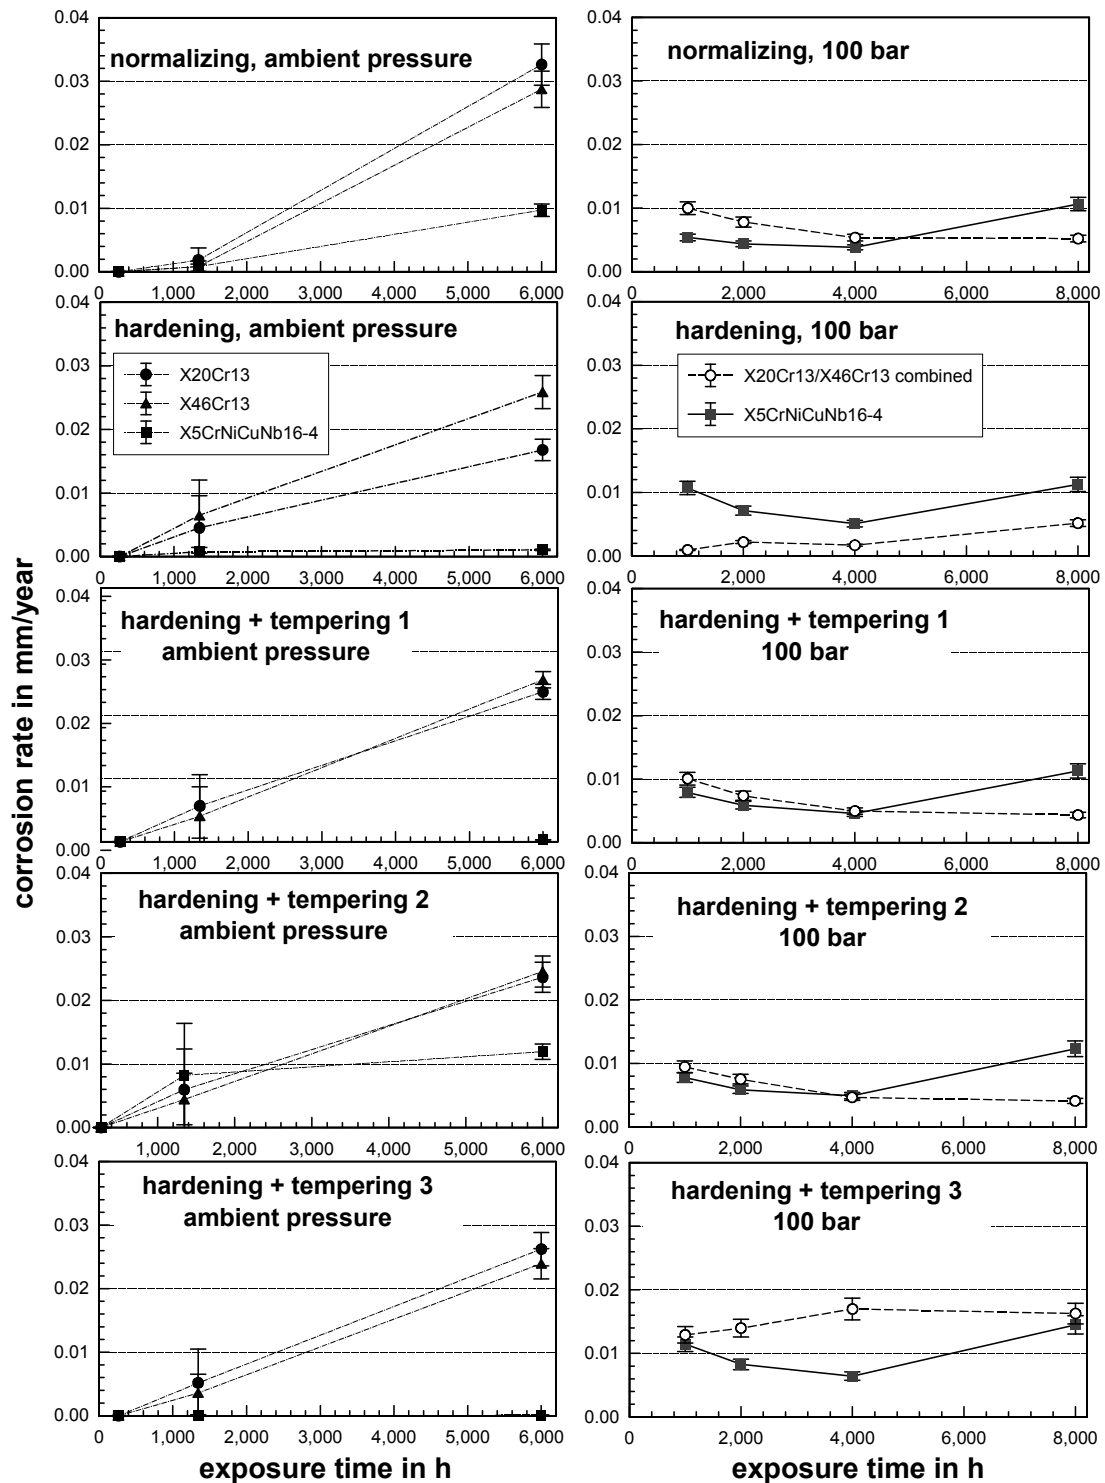 corrosion rate in mm/year
normalizing, ambient pressure
0.04
0.03
0.02
0.01
0.00
0 1,000 2,000 3,000 4,000 5,000 6,000
normalizing, 100 bar
0.04
0.03
0.02
0.01
0.00
0 2,000 4,000 6,000 8,000
hardening, ambient pressure
X20Cr13
X46Cr13
X5CrNiCuNb16-4
0.04
0.03
0.02
0.01
0.00
0 1,000 2,000 3,000 4,000 5,000 6,000
hardening, 100 bar
X20Cr13/X46Cr13 combined
X5CrNiCuNb16-4
0.04
0.03
0.02
0.01
0.00
0 2,000 4,000 6,000 8,000
hardening + tempering 1
ambient pressure
0.04
0.03
0.02
0.01
0.00
0 1,000 2,000 3,000 4,000 5,000 6,000
hardening + tempering 1
100 bar
0.04
0.03
0.02
0.01
0.00
0 2,000 4,000 6,000 8,000
hardening + tempering 2
ambient pressure
0.04
0.03
0.02
0.01
0.00
0 1,000 2,000 3,000 4,000 5,000 6,000
hardening + tempering 2
100 bar
0.04
0.03
0.02
0.01
0.00
0 2,000 4,000 6,000 8,000
hardening + tempering 3
ambient pressure
0.04
0.03
0.02
0.01
0.00
0 1,000 2,000 3,000 4,000 5,000 6,000
exposure time in h
hardening + tempering 3
100 bar
0.04
0.03
0.02
0.01
0.00
0 2,000 4,000 6,000 8,000
exposure time in h